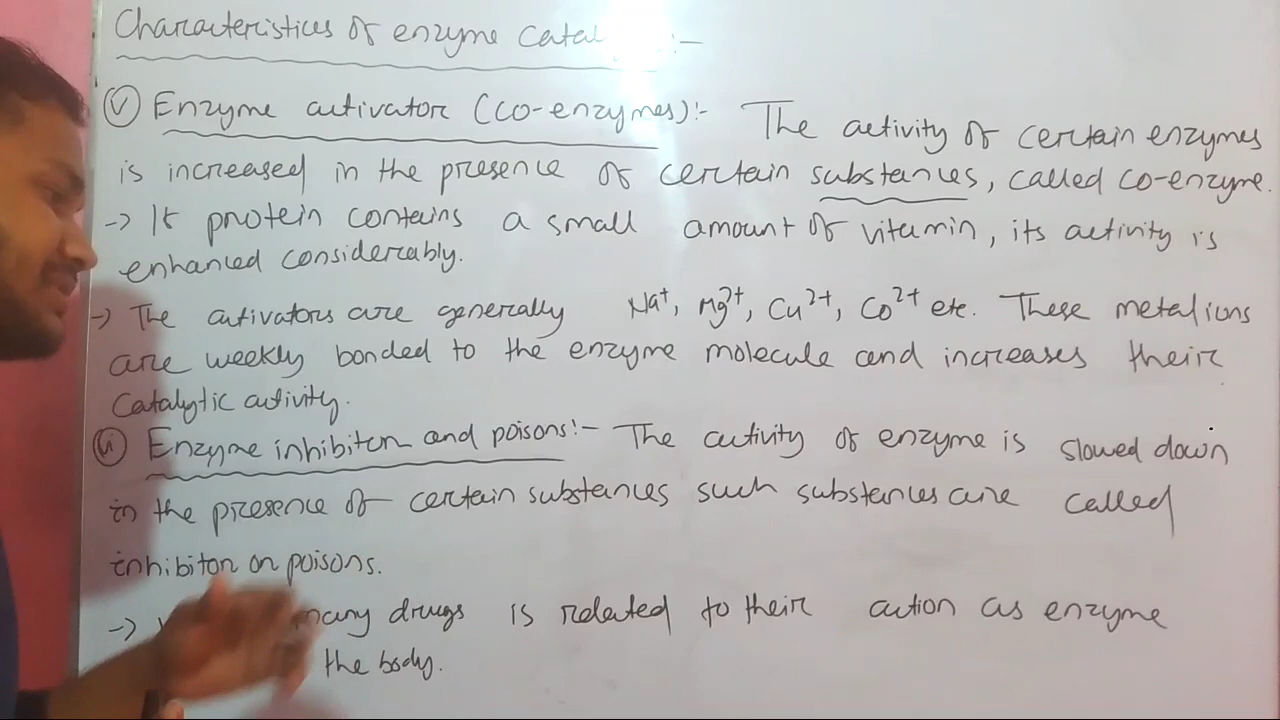 Characteristics of enzyme Catal :-
(v) Enzyme activator (co-enzymes):- The activity of certain enzymes
is increased in the presence of certain substances, called co-enzyme.
→ If protein contains a small amount of vitamin, its activity is
enhanced considerably.
→ The activators are generally Na⁺, Mg²⁺, Cu²⁺, Co²⁺ etc. These metal ions
are weekly bonded to the enzyme molecule and increases their
Catalytic activity.
(vi) Enzyme inhibitor and poisons:- The activity of enzyme is slowed down
in the presence of certain substances such substances are called
inhibitor or poisons.
→ many drugs is related to their action as enzyme
the body.